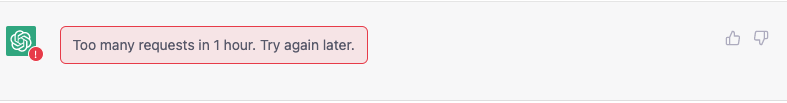 Too many requests in 1 hour. Try again later.